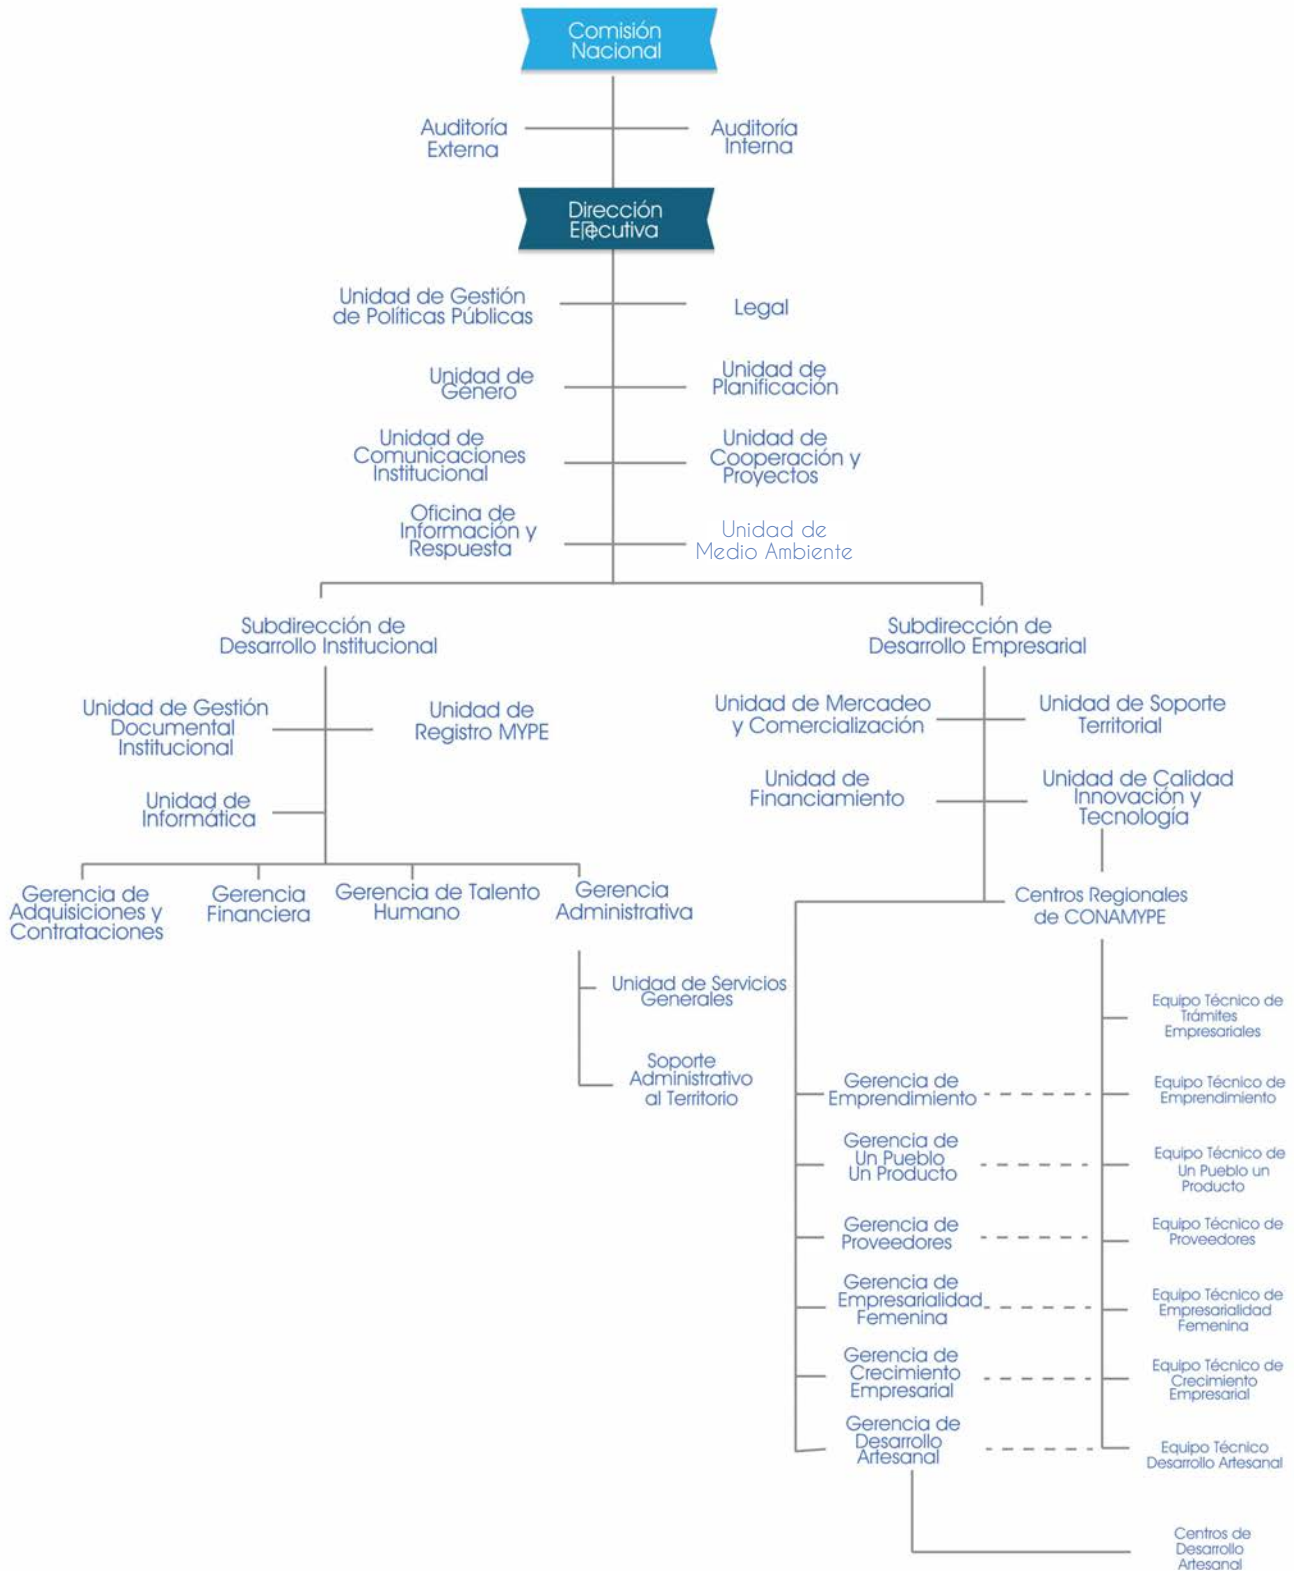 Comisión
Nacional
Auditoría
Externa
Auditoría
Interna
Dirección
Ejecutiva
Unidad de Gestión
de Políticas Públicas
Legal
Unidad de
Género
Unidad de
Planificación
Unidad de
Comunicaciones
Institucional
Unidad de
Cooperación y
Proyectos
Oficina de
Información y
Respuesta
Unidad de
Medio Ambiente
Subdirección de
Desarrollo Institucional
Subdirección de
Desarrollo Empresarial
Unidad de Gestión
Documental
Institucional
Unidad de
Registro MYPE
Unidad de Mercadeo
y Comercialización
Unidad de Soporte
Territorial
Unidad de
Informática
Unidad de
Financiamiento
Unidad de Calidad
Innovación y
Tecnología
Gerencia de
Adquisiciones y
Contrataciones
Gerencia
Financiera
Gerencia de Talento
Humano
Gerencia
Administrativa
Centros Regionales
de CONAMYPE
Unidad de Servicios
Generales
Soporte
Administrativo
al Territorio
Equipo Técnico de
Trámites
Empresariales
Gerencia de
Emprendimiento
Equipo Técnico de
Emprendimiento
Gerencia de
Un Pueblo
Un Producto
Equipo Técnico de
Un Pueblo un
Producto
Gerencia de
Proveedores
Equipo Técnico de
Proveedores
Gerencia de
Empresarialidad
Femenina
Equipo Técnico de
Empresarialidad
Femenina
Gerencia de
Crecimiento
Empresarial
Equipo Técnico de
Crecimiento
Empresarial
Gerencia de
Desarrollo
Artesanal
Equipo Técnico
Desarrollo Artesanal
Centros de
Desarrollo
Artesanal